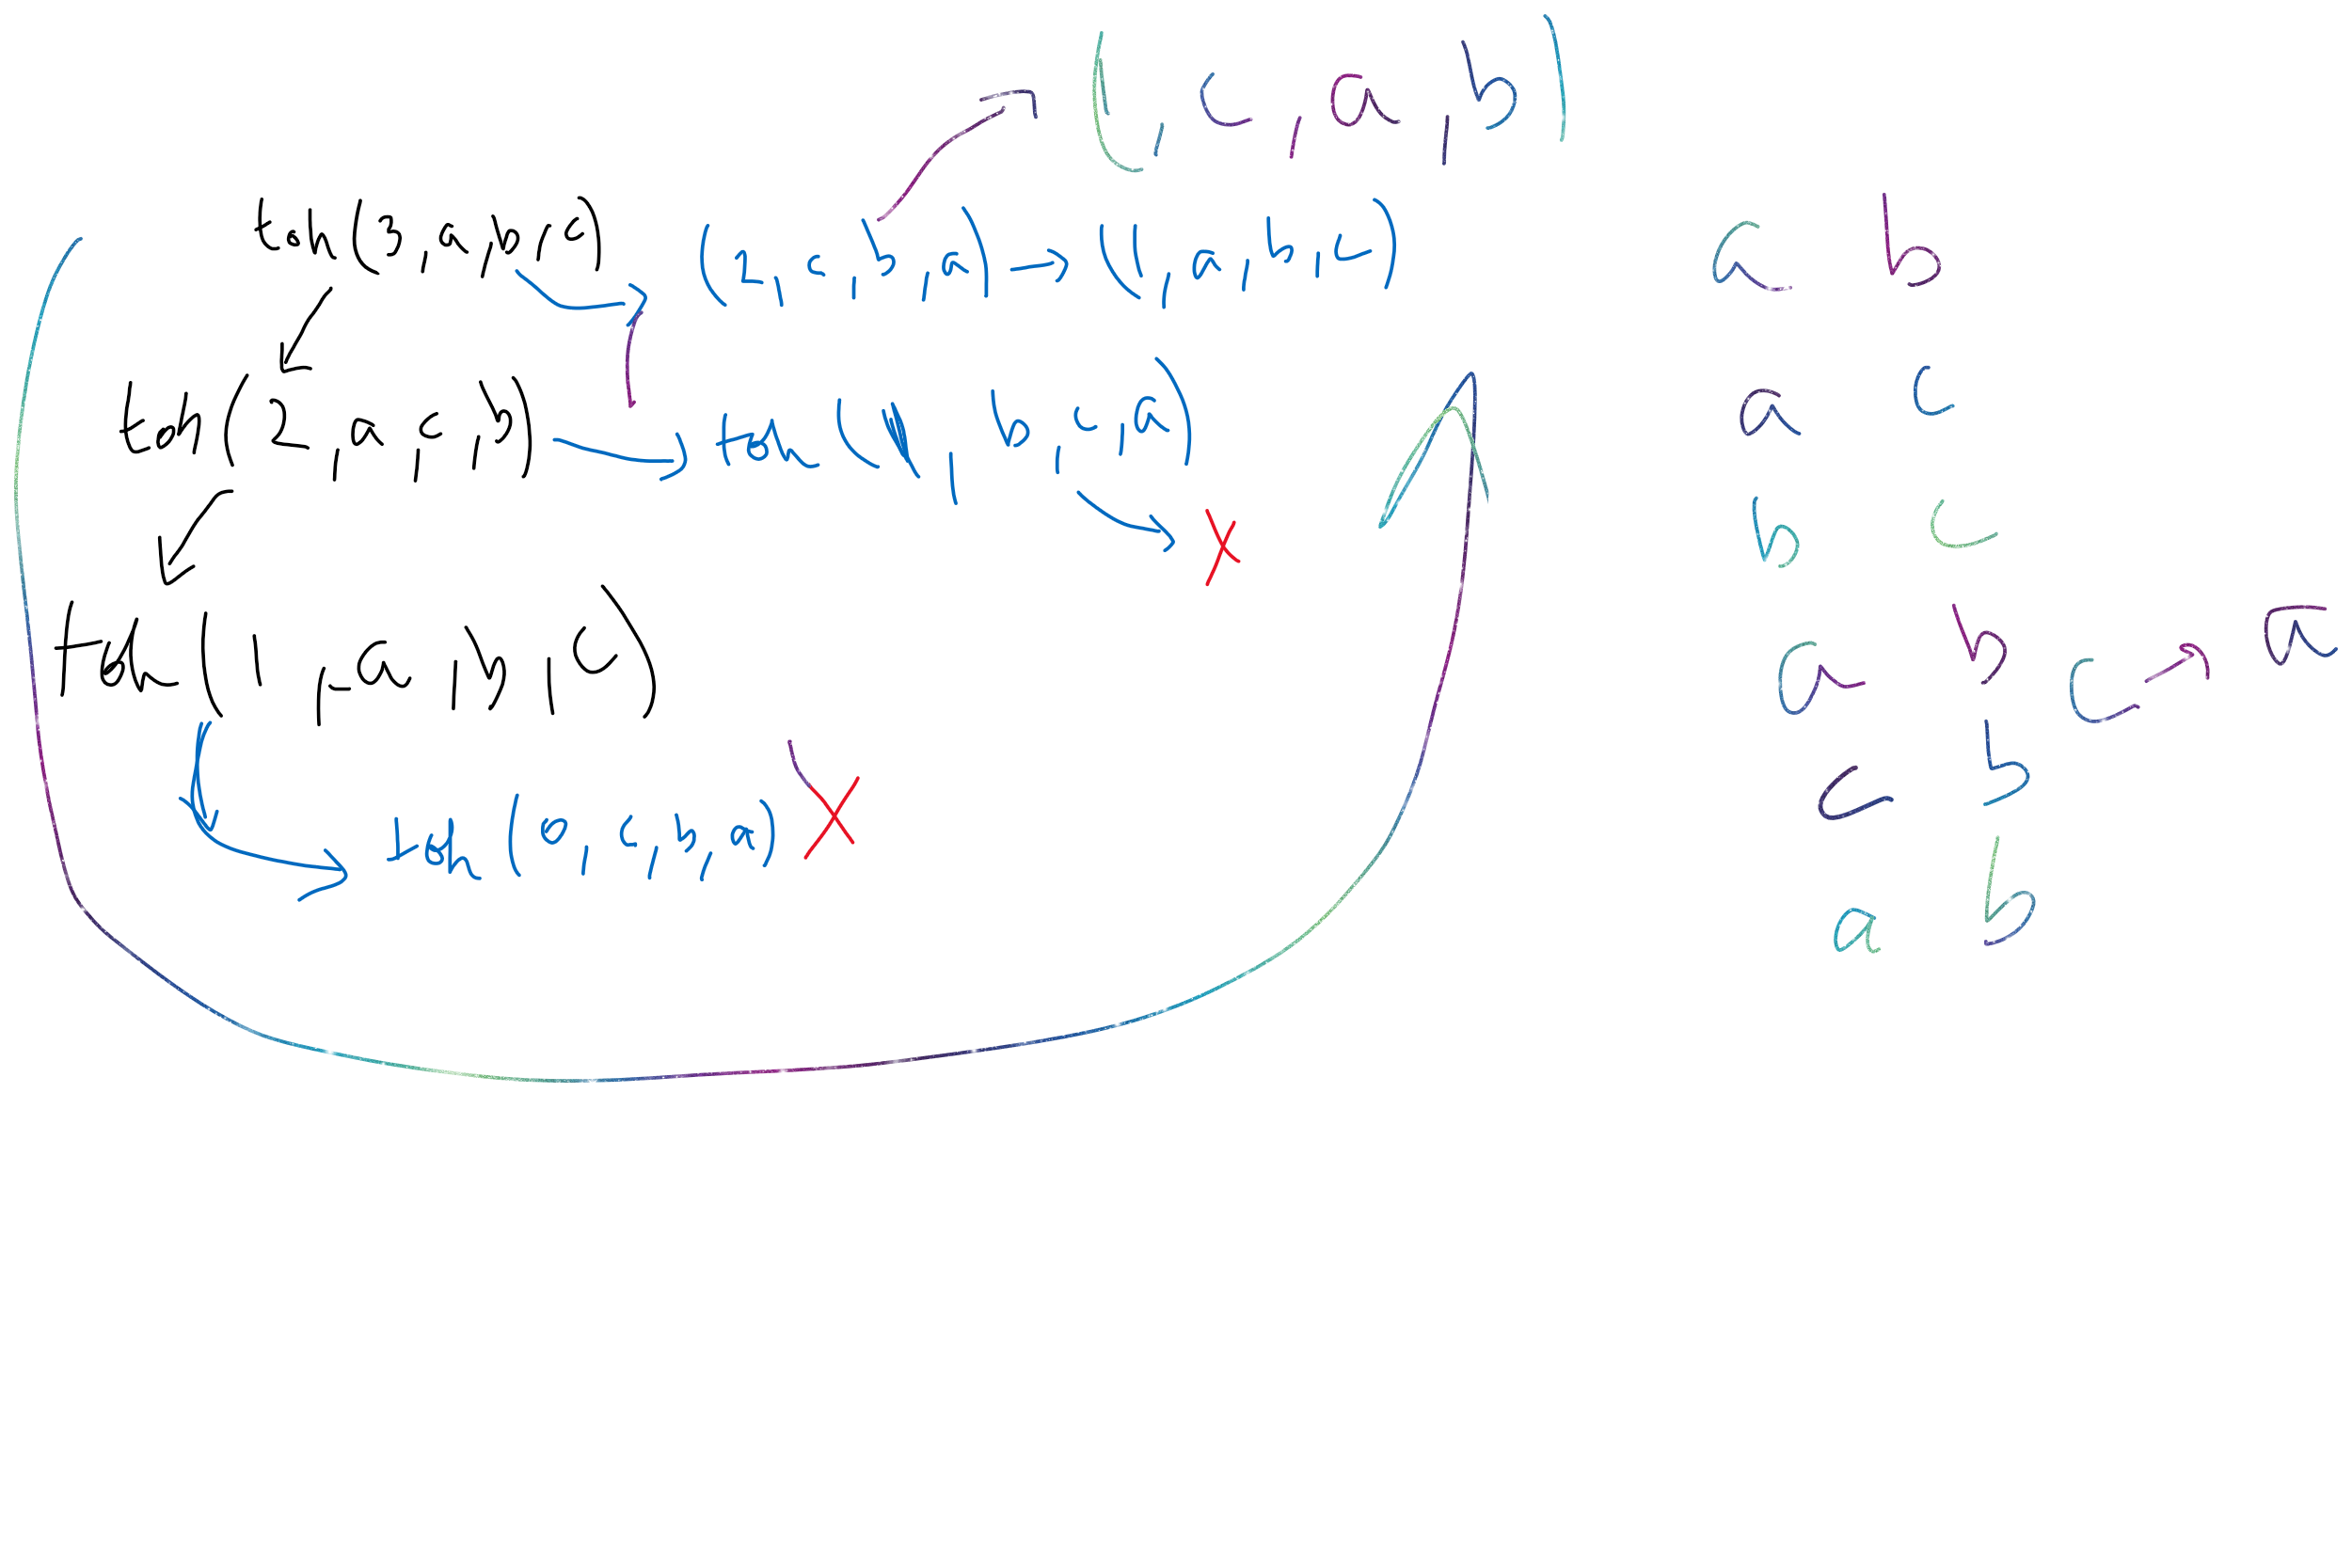 (1, c, a, b)
toh(3, a, b, c)
(2, c, b, a) → (1, a, b, c)
toh(2, a, c, b)
toh(1, b, c, a)
X
toh(1, a, b, c)
toh(0, c, b, a) X
a b
a c
b c
a b
c → a
c b
a b